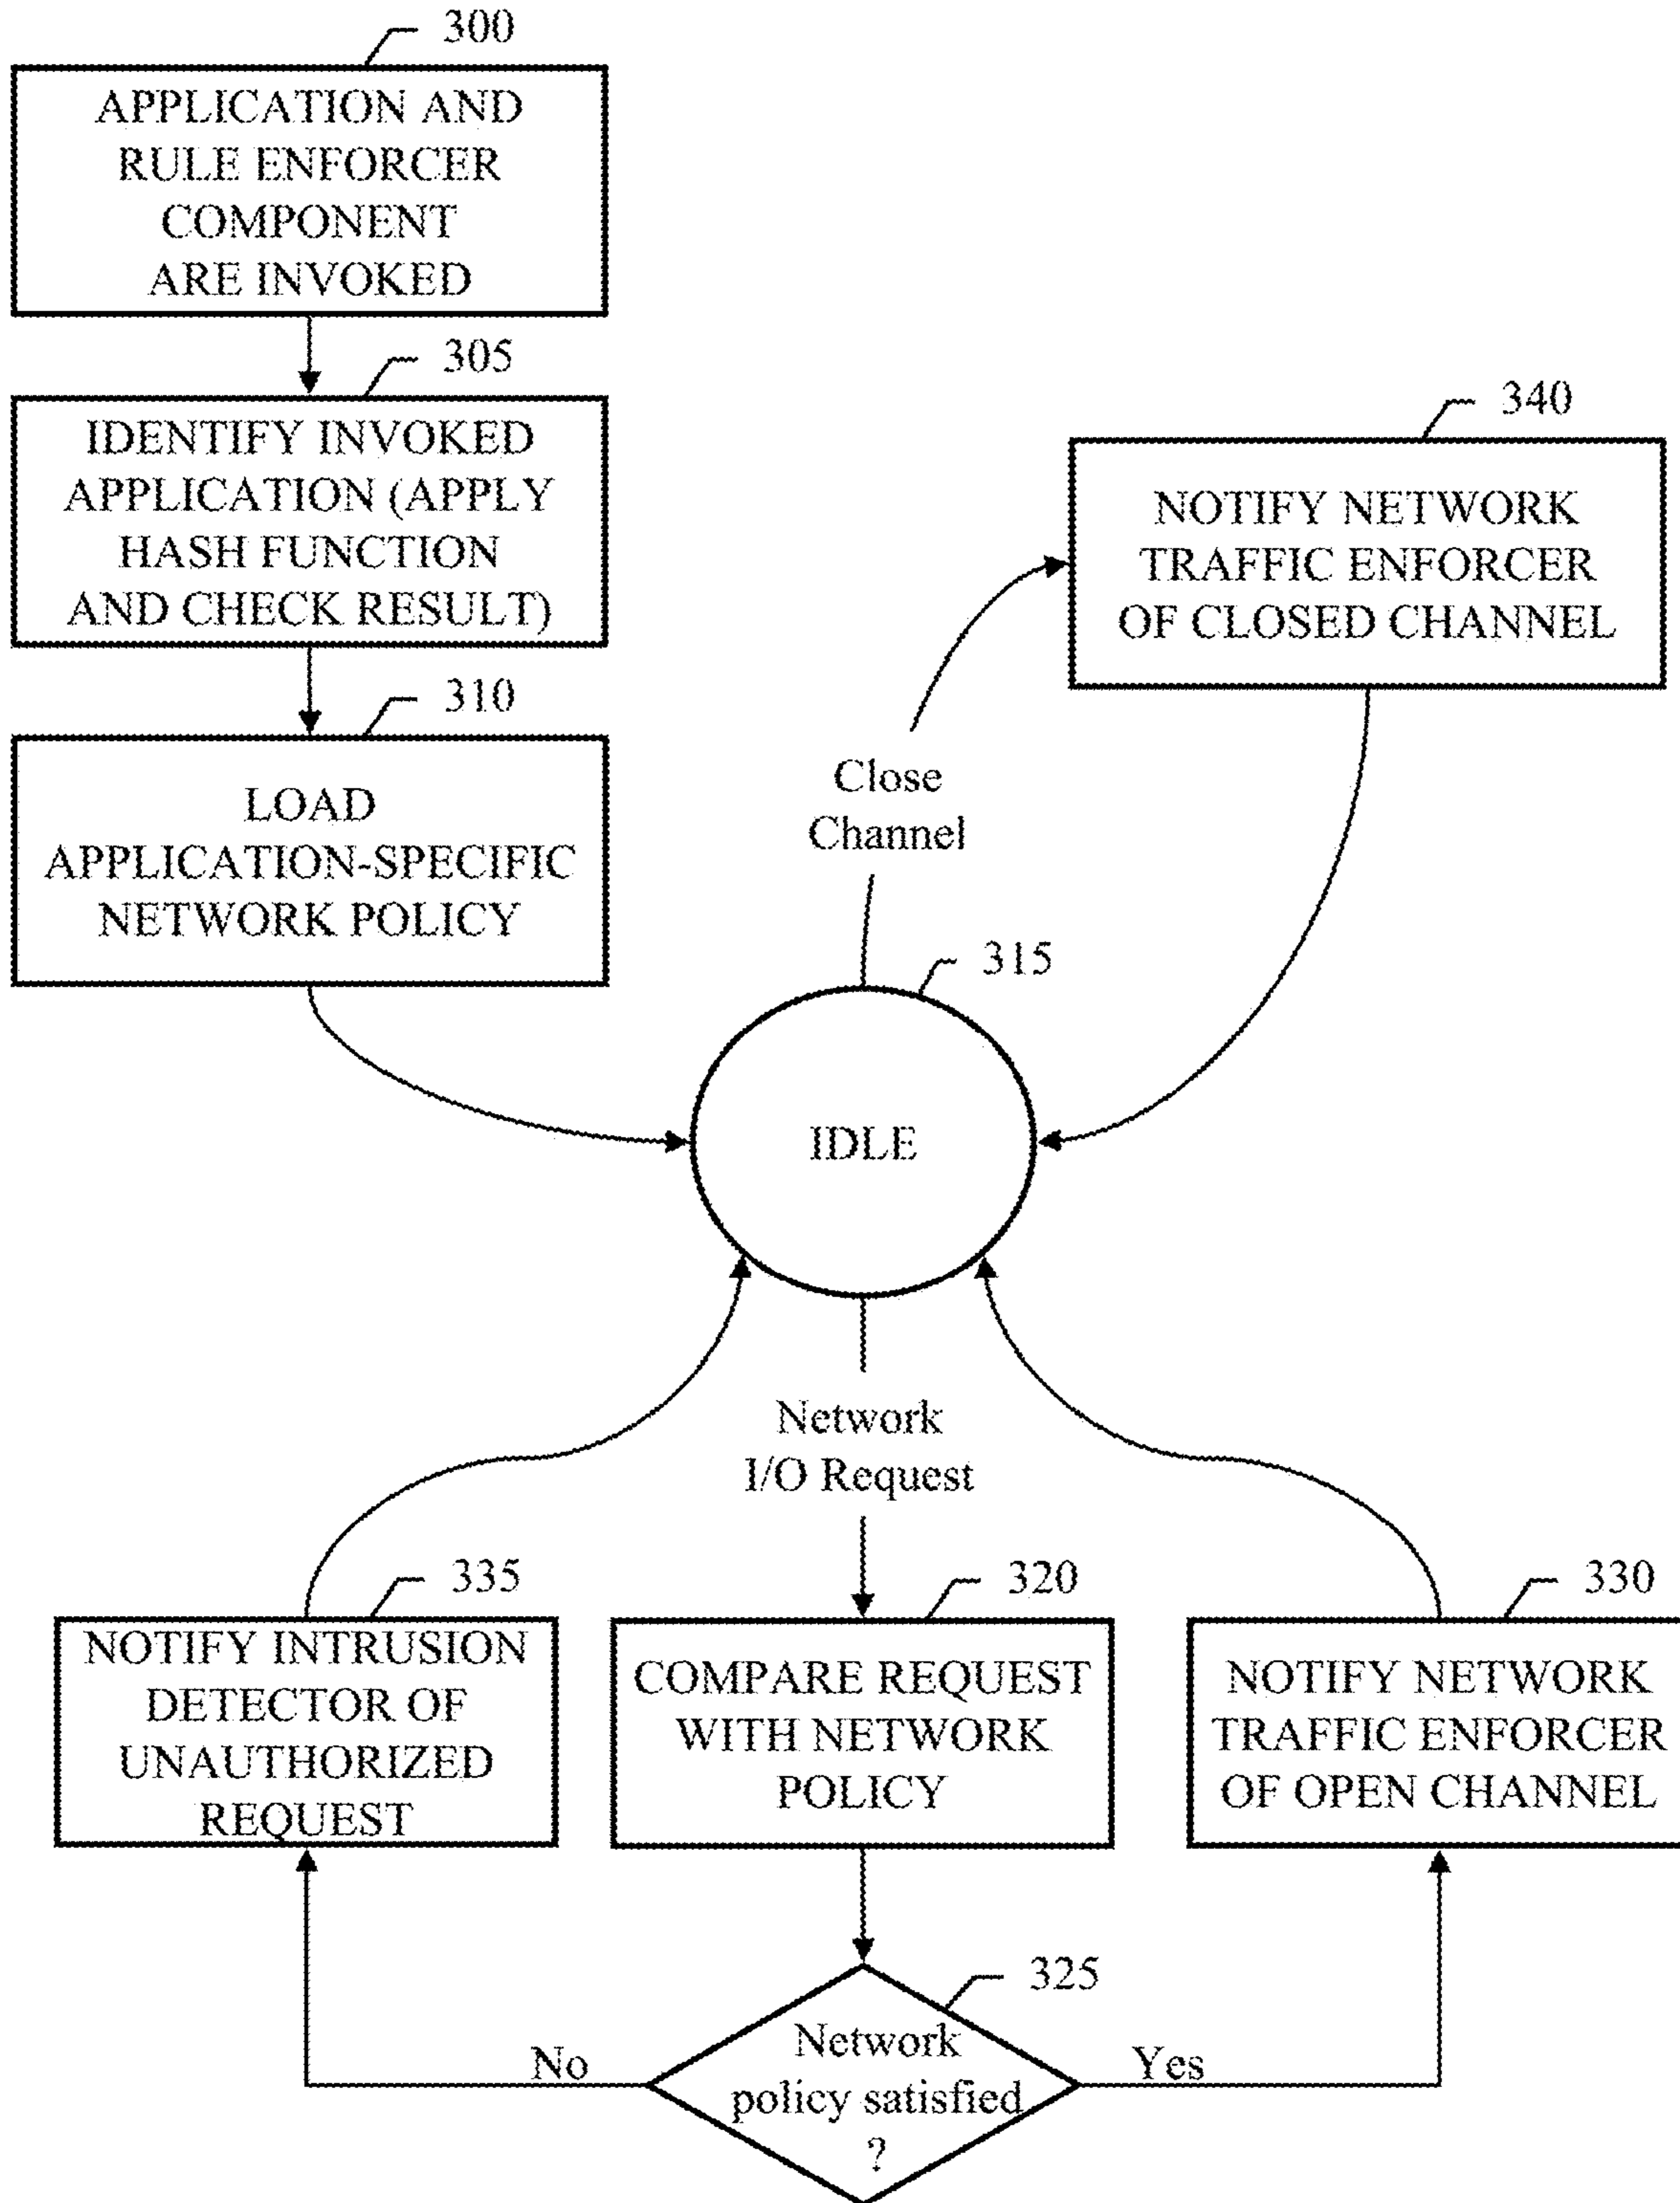 300
APPLICATION AND
RULE ENFORCER
COMPONENT
ARE INVOKED
305
IDENTIFY INVOKED
APPLICATION (APPLY
HASH FUNCTION
AND CHECK RESULT)
310
LOAD
APPLICATION-SPECIFIC
NETWORK POLICY
340
NOTIFY NETWORK
TRAFFIC ENFORCER
OF CLOSED CHANNEL
Close
Channel
315
IDLE
Network
I/O Request
335
NOTIFY INTRUSION
DETECTOR OF
UNAUTHORIZED
REQUEST
320
COMPARE REQUEST
WITH NETWORK
POLICY
330
NOTIFY NETWORK
TRAFFIC ENFORCER
OF OPEN CHANNEL
325
Network
policy satisfied
?
No
Yes